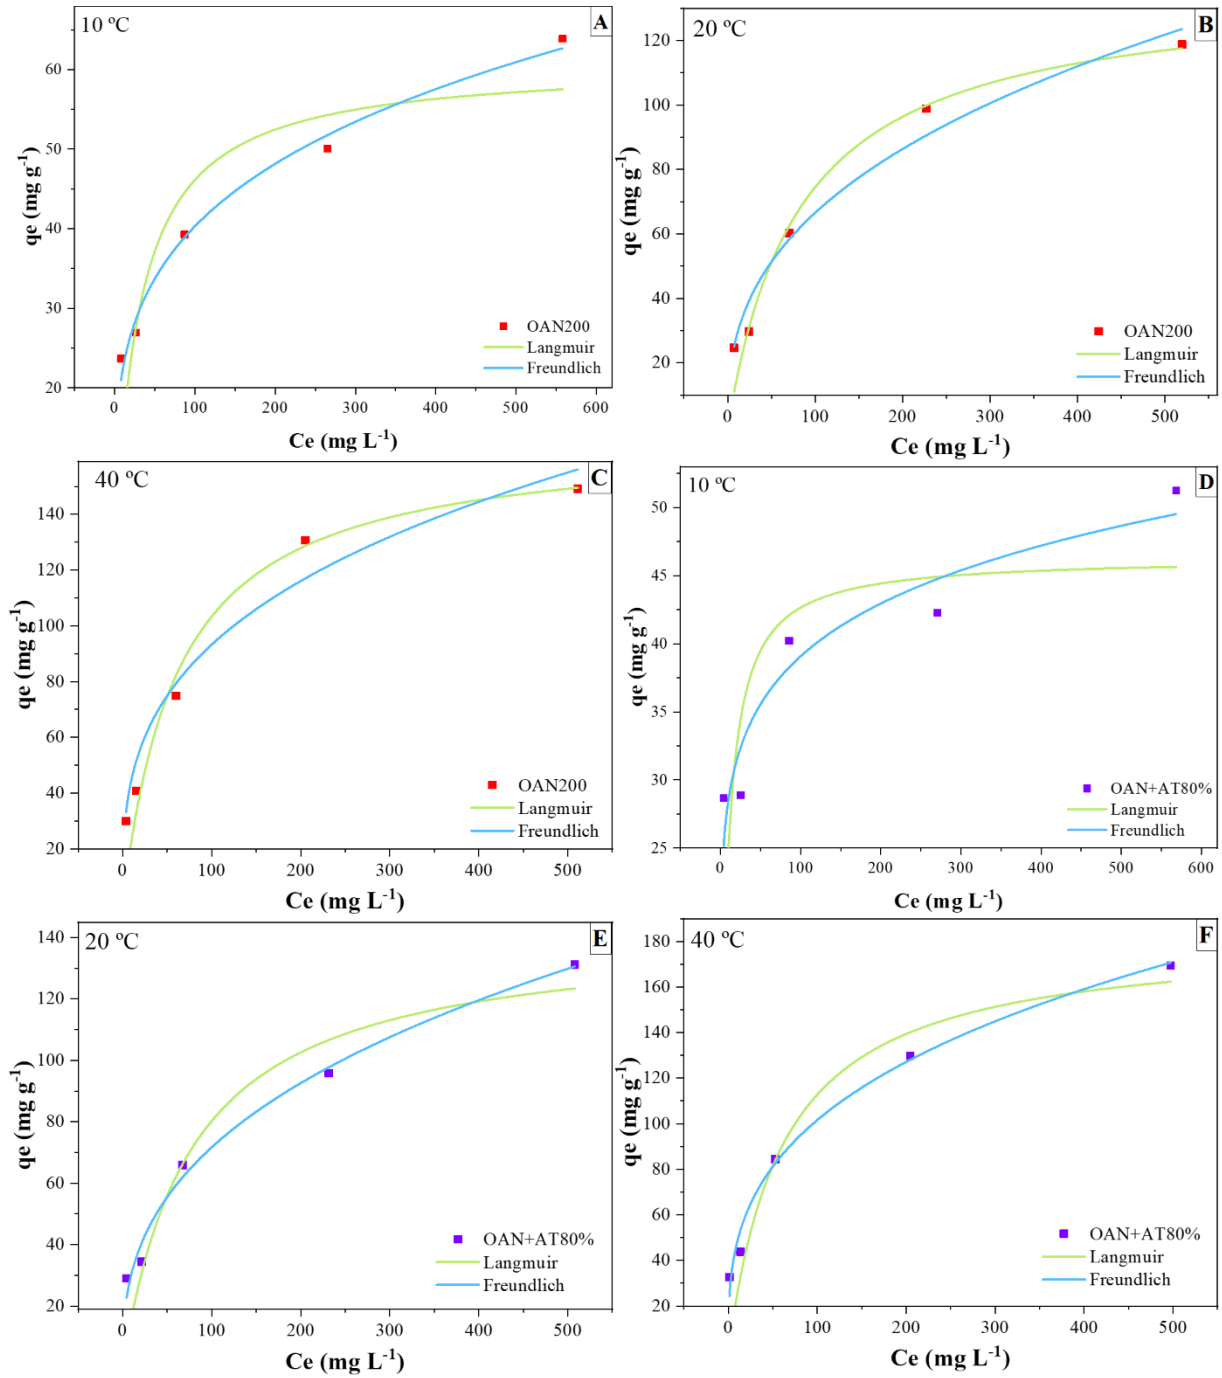 10 ºC
A
qe (mg g-1)
60
50
40
30
20
OAN200
Langmuir
Freundlich
0 100 200 300 400 500 600
Ce (mg L-1)
20 ºC
B
qe (mg g-1)
120
100
80
60
40
20
OAN200
Langmuir
Freundlich
0 100 200 300 400 500
Ce (mg L-1)
40 ºC
C
qe (mg g-1)
140
120
100
80
60
40
20
OAN200
Langmuir
Freundlich
0 100 200 300 400 500
Ce (mg L-1)
10 ºC
D
qe (mg g-1)
50
45
40
35
30
25
OAN+AT80%
Langmuir
Freundlich
0 100 200 300 400 500 600
Ce (mg L-1)
20 ºC
E
qe (mg g-1)
140
120
100
80
60
40
20
OAN+AT80%
Langmuir
Freundlich
0 100 200 300 400 500
Ce (mg L-1)
40 ºC
F
qe (mg g-1)
180
160
140
120
100
80
60
40
20
OAN+AT80%
Langmuir
Freundlich
0 100 200 300 400 500
Ce (mg L-1)